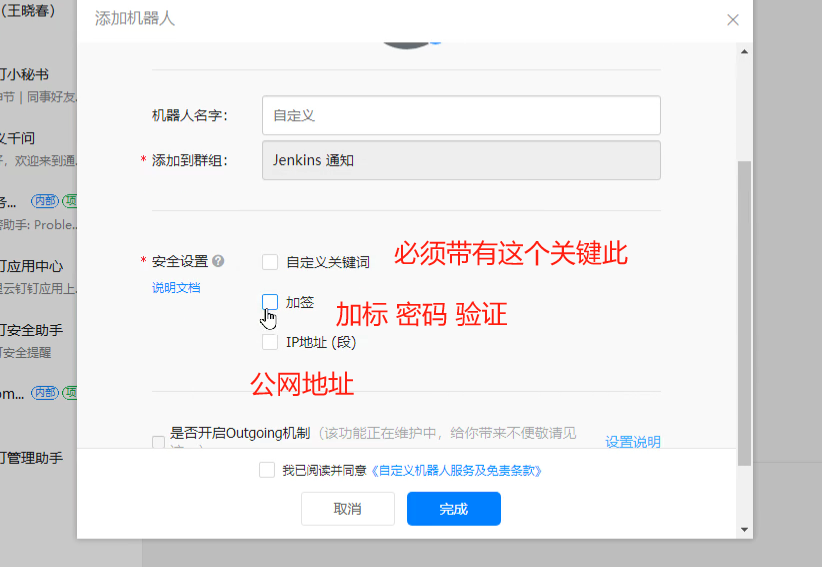 (王晓春)
添加机器人
钉小秘书
同事好友
机器人名字：
自定义
* 添加到群组：
Jenkins 通知
义千问
，欢迎来到通
务...
内部
项
帮助手: Proble...
* 安全设置
自定义关键词
必须带有这个关键此
说明文档
钉应用中心
里云钉钉应用上
加签
加标 密码 验证
钉安全助手
IP地址 (段)
丁安全提醒
公网地址
om...
内部
项
是否开启Outgoing机制（该功能正在维护中，给你带来不便敬请见
设置说明
钉管理助手
我已阅读并同意《自定义机器人服务及免责条款》
取消
完成